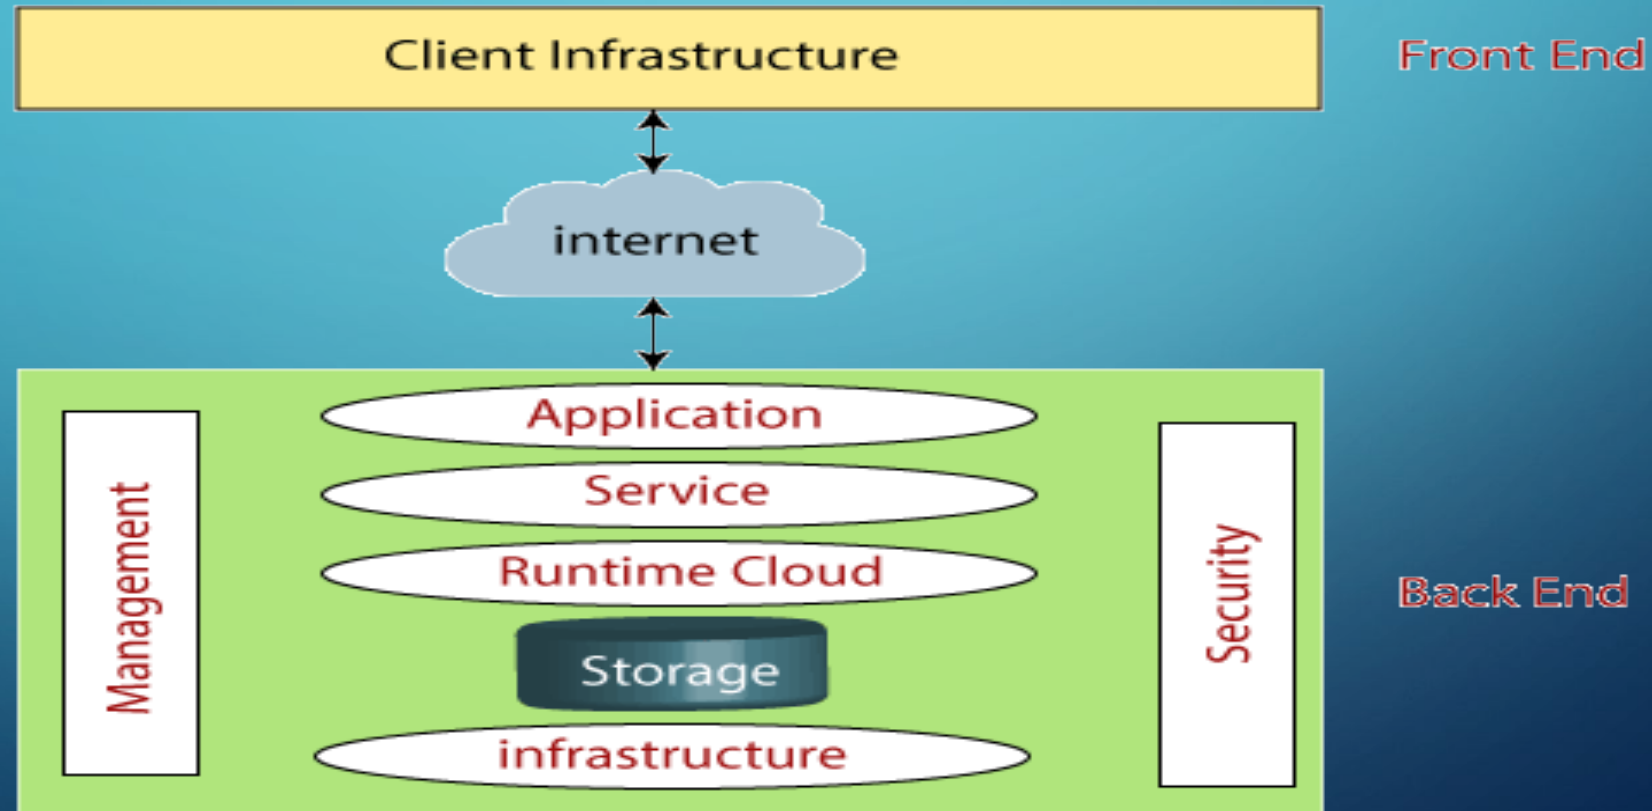 Client Infrastructure
Front End
internet
Application
Service
Runtime Cloud
Storage
infrastructure
Management
Security
Back End